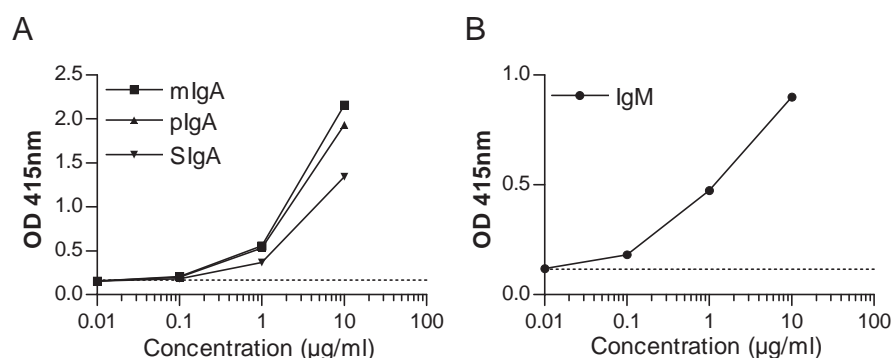 A
OD 415nm
2.5
2.0
1.5
1.0
0.5
0.0
mIgA
pIgA
SIgA
0.01 0.1 1 10 100
Concentration (µg/ml)
B
OD 415nm
1.0
0.5
0.0
IgM
0.01 0.1 1 10 100
Concentration (µg/ml)